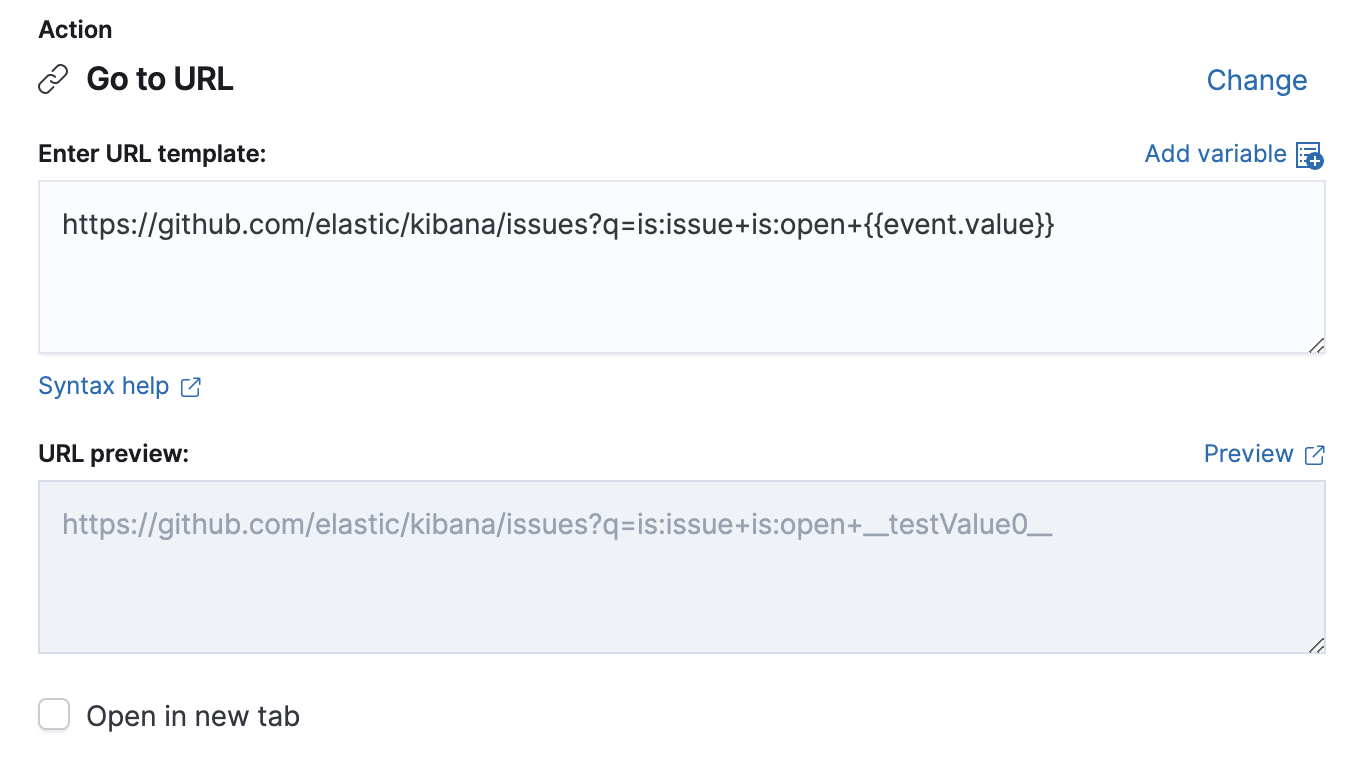 Action
Go to URL
Change
Enter URL template:
Add variable
https://github.com/elastic/kibana/issues?q=is:issue+is:open+{{event.value}}
Syntax help
URL preview:
Preview
https://github.com/elastic/kibana/issues?q=is:issue+is:open+__testValue0__
Open in new tab